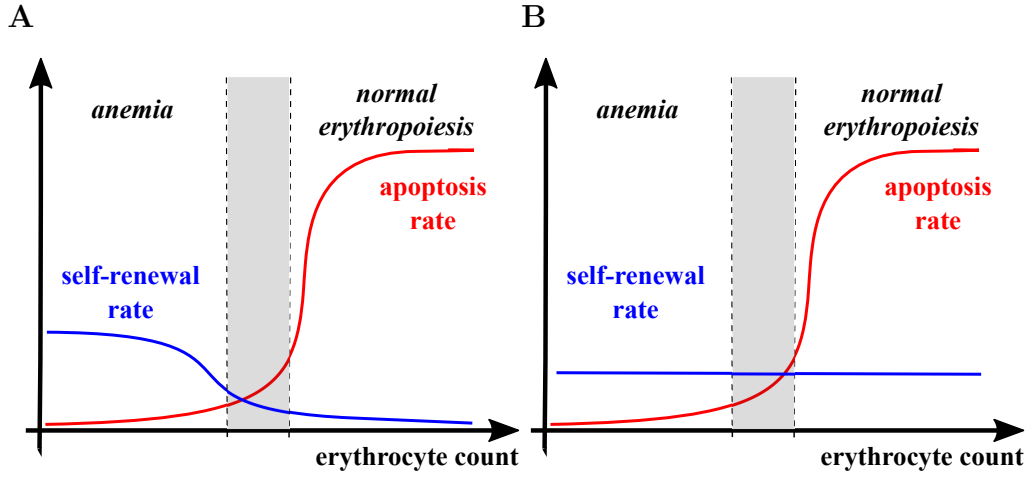 A
anemia
normal
erythropoiesis
apoptosis
rate
self-renewal
rate
erythrocyte count
B
anemia
normal
erythropoiesis
apoptosis
rate
self-renewal
rate
erythrocyte count